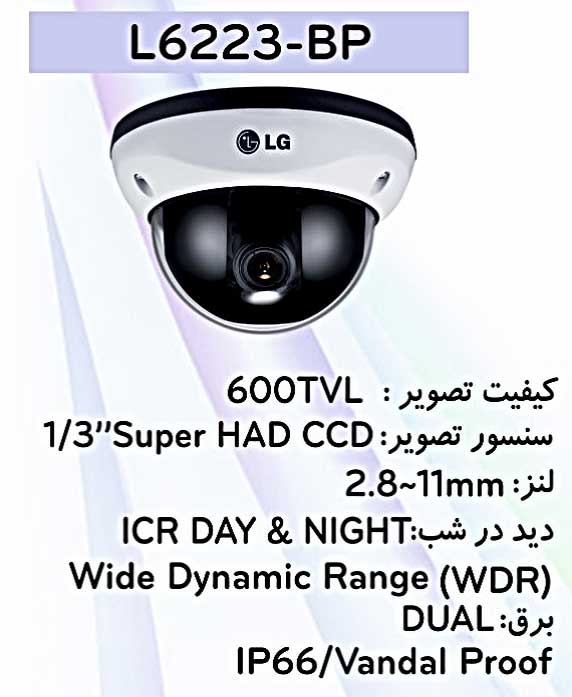 L6223-BP
LG
کیفیت تصویر : 600TVL
سنسور تصویر: 1/3''Super HAD CCD
لنز: 2.8~11mm
دید در شب:ICR DAY & NIGHT
Wide Dynamic Range (WDR)
برق: DUAL
IP66/Vandal Proof